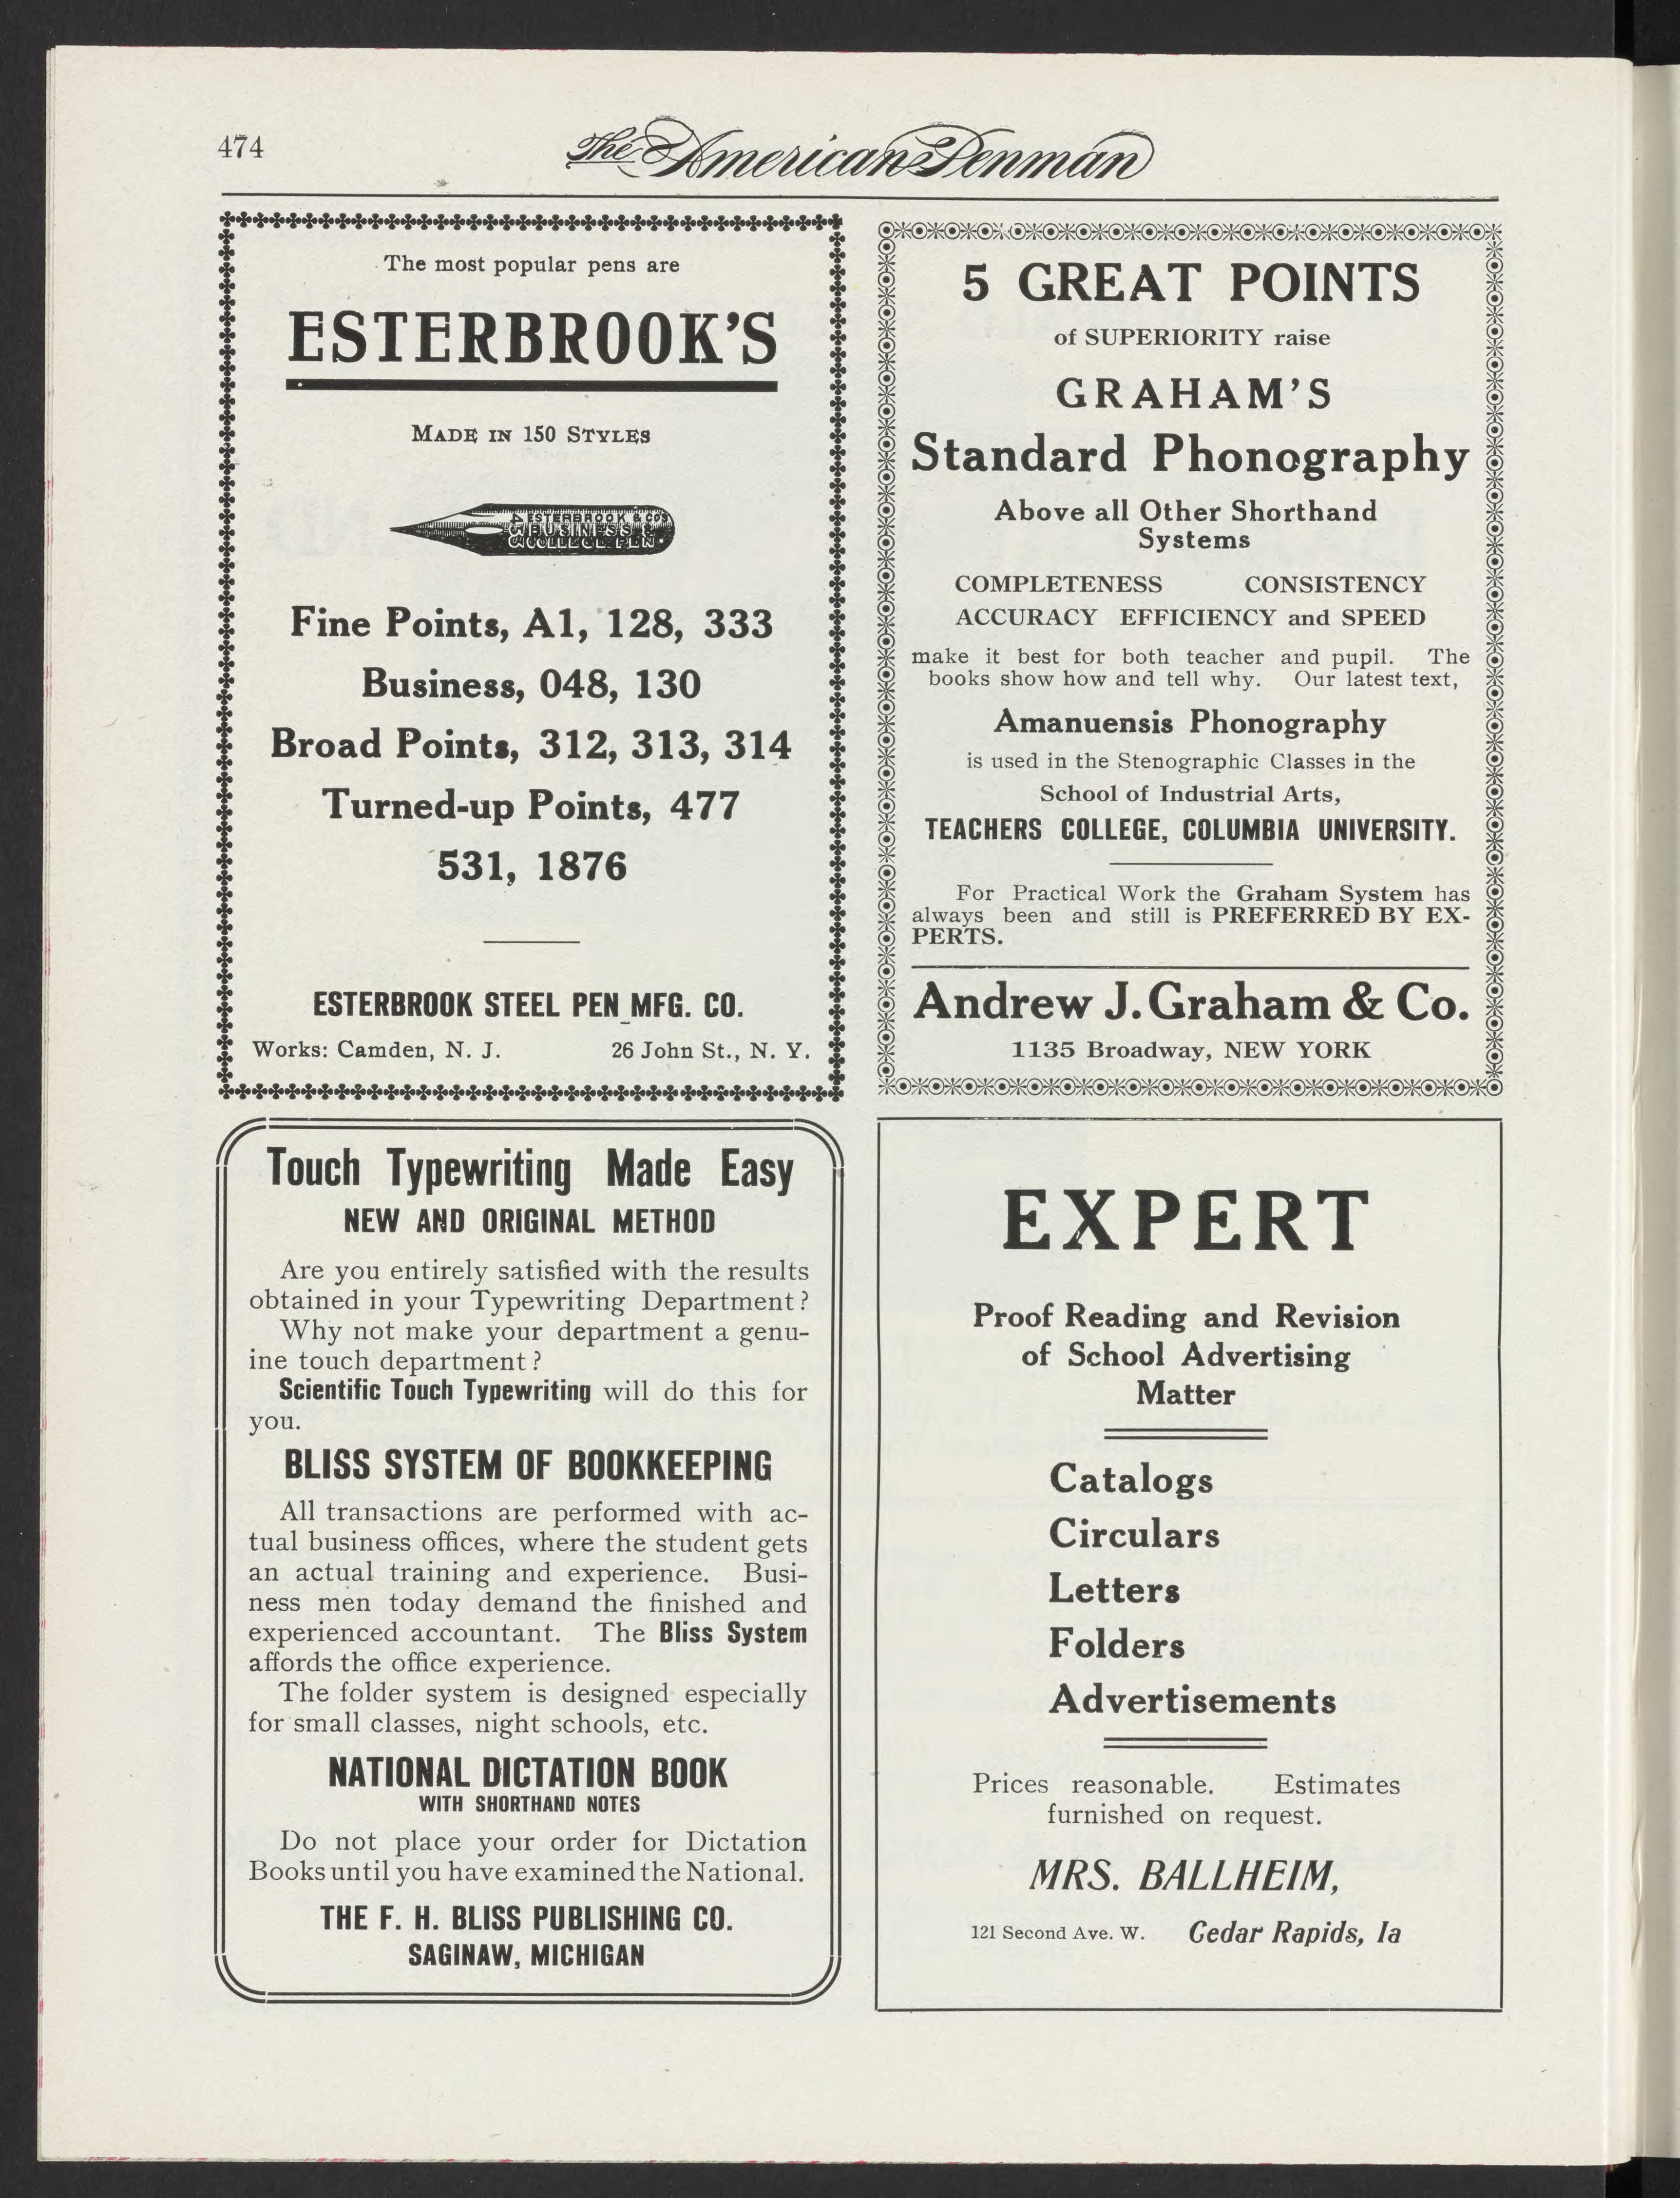 474
The American Penman
The most popular pens are
ESTERBROOK'S
MADE IN 150 STYLES
ESTERBROOK & CO'S
BUSINESS &
COLLEGE PEN
Fine Points, A1, 128, 333
Business, 048, 130
Broad Points, 312, 313, 314
Turned-up Points, 477
531, 1876
ESTERBROOK STEEL PEN MFG. CO.
Works: Camden, N. J. 26 John St., N. Y.
5 GREAT POINTS
of SUPERIORITY raise
GRAHAM'S
Standard Phonography
Above all Other Shorthand
Systems
COMPLETENESS CONSISTENCY
ACCURACY EFFICIENCY and SPEED
make it best for both teacher and pupil. The
books show how and tell why. Our latest text,
Amanuensis Phonography
is used in the Stenographic Classes in the
School of Industrial Arts,
TEACHERS COLLEGE, COLUMBIA UNIVERSITY.
For Practical Work the Graham System has
always been and still is PREFERRED BY EX-
PERTS.
Andrew J. Graham & Co.
1135 Broadway, NEW YORK
Touch Typewriting Made Easy
NEW AND ORIGINAL METHOD
Are you entirely satisfied with the results
obtained in your Typewriting Department?
Why not make your department a genu-
ine touch department?
Scientific Touch Typewriting will do this for
you.
BLISS SYSTEM OF BOOKKEEPING
All transactions are performed with ac-
tual business offices, where the student gets
an actual training and experience. Busi-
ness men today demand the finished and
experienced accountant. The Bliss System
affords the office experience.
The folder system is designed especially
for small classes, night schools, etc.
NATIONAL DICTATION BOOK
WITH SHORTHAND NOTES
Do not place your order for Dictation
Books until you have examined the National.
THE F. H. BLISS PUBLISHING CO.
SAGINAW, MICHIGAN
EXPERT
Proof Reading and Revision
of School Advertising
Matter
Catalogs
Circulars
Letters
Folders
Advertisements
Prices reasonable. Estimates
furnished on request.
MRS. BALLHEIM,
121 Second Ave. W. Cedar Rapids, Ia